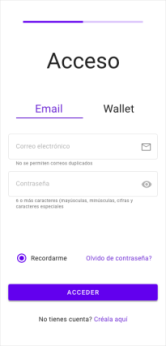 Acceso
Email Wallet
Correo electrónico
No se permiten correos duplicados
Contraseña
6 o más caracteres (mayúsculas, minúsculas, cifras y
caracteres especiales
Recordarme Olvido de contraseña?
ACCEDER
No tienes cuenta? Créala aquí